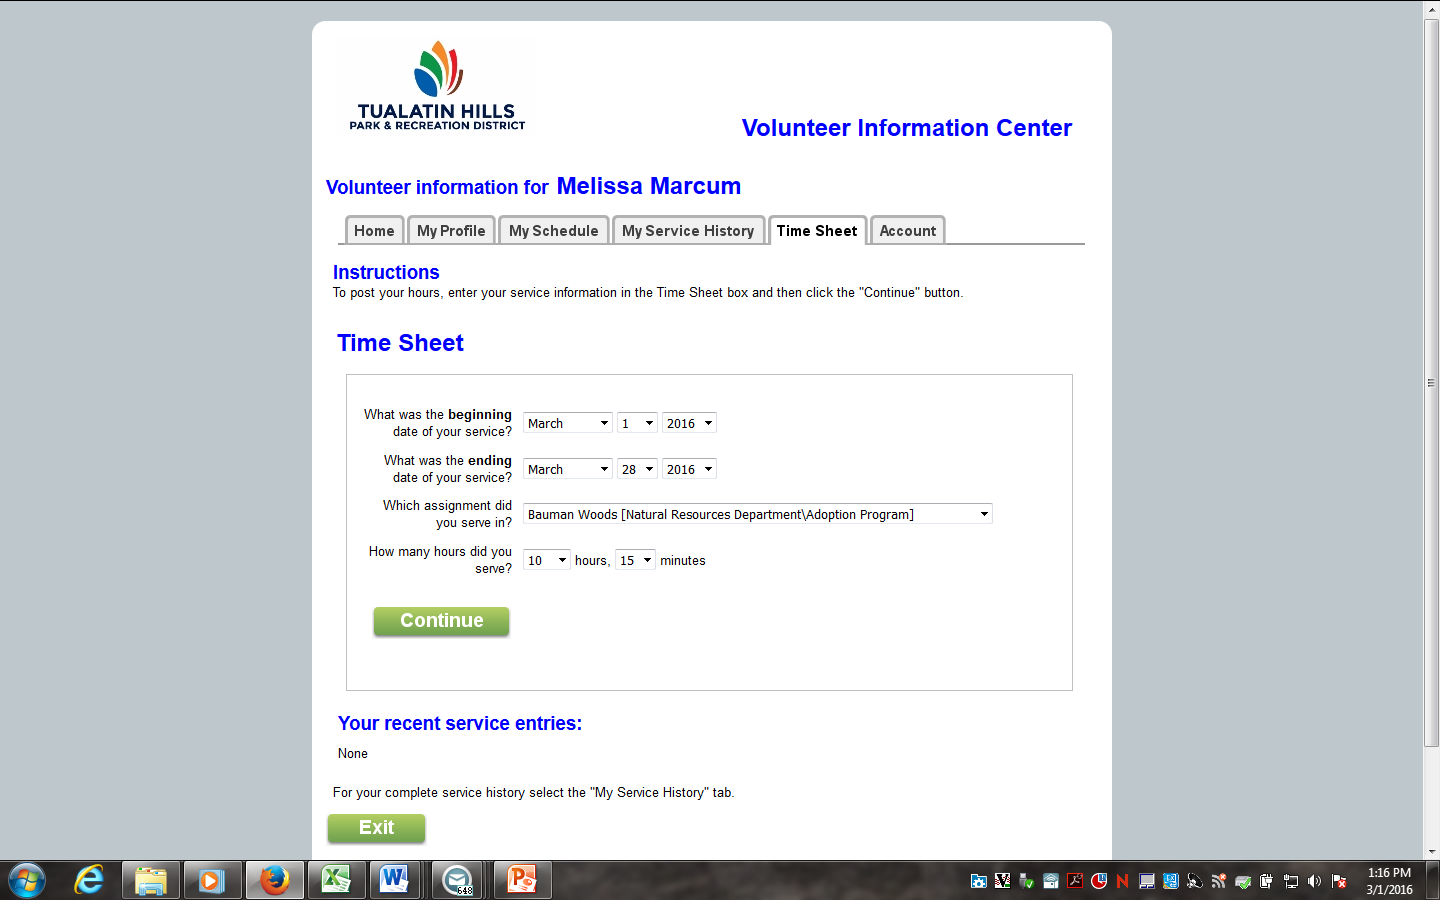 TUALATIN HILLS
PARK & RECREATION DISTRICT
Volunteer Information Center
Volunteer information for Melissa Marcum
Home My Profile My Schedule My Service History Time Sheet Account
Instructions
To post your hours, enter your service information in the Time Sheet box and then click the "Continue" button.
Time Sheet
What was the beginning
date of your service?
March 1 2016
What was the ending
date of your service?
March 28 2016
Which assignment did
you serve in?
Bauman Woods [Natural Resources Department\Adoption Program]
How many hours did you
serve?
10 hours, 15 minutes
Continue
Your recent service entries:
None
For your complete service history select the "My Service History" tab.
Exit
648
1:16 PM
3/1/2016